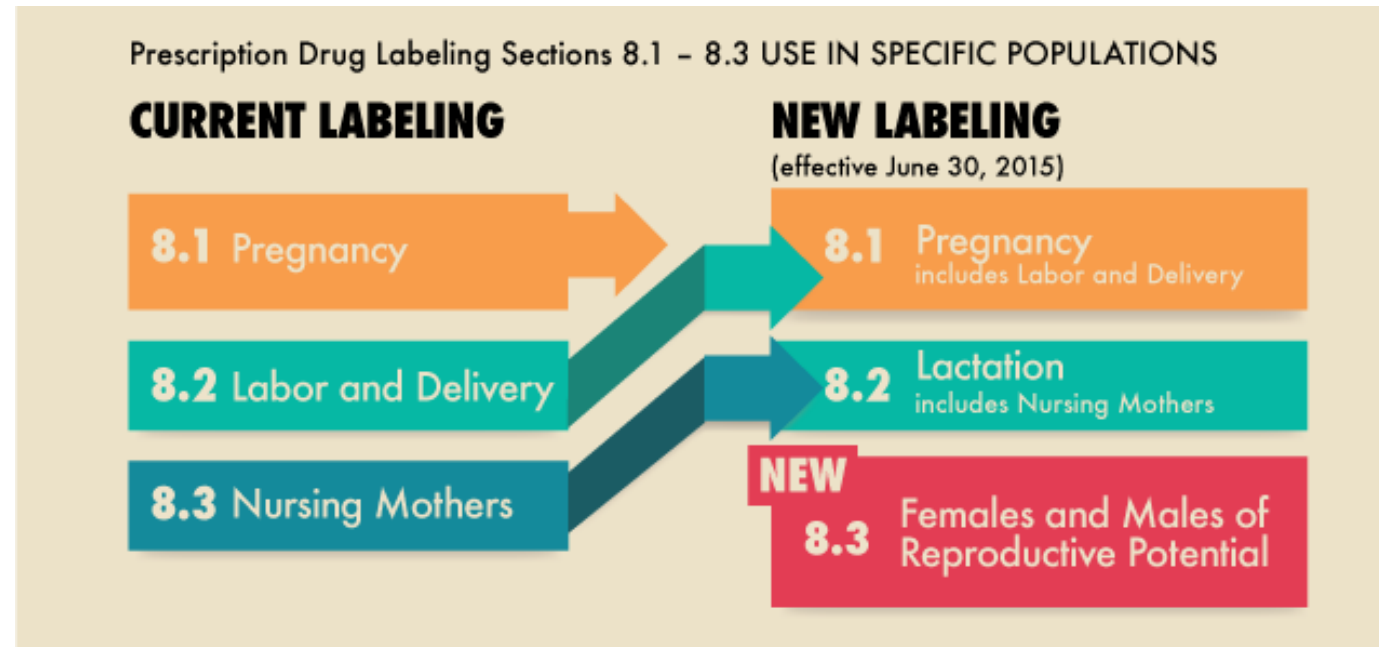 Prescription Drug Labeling Sections 8.1 – 8.3 USE IN SPECIFIC POPULATIONS
CURRENT LABELING
8.1 Pregnancy
8.2 Labor and Delivery
8.3 Nursing Mothers
NEW LABELING
(effective June 30, 2015)
8.1 Pregnancy
includes Labor and Delivery
8.2 Lactation
includes Nursing Mothers
NEW
8.3 Females and Males of
Reproductive Potential